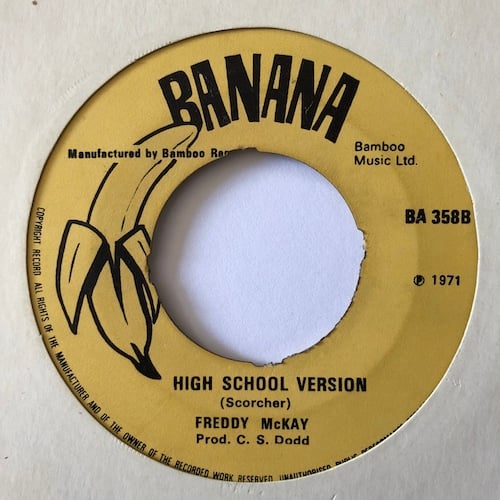 BANANA
Manufactured by Bamboo
Bamboo
Music Ltd.
BA 358B
℗ 1971
HIGH SCHOOL VERSION
(Scorcher)
FREDDY McKAY
Prod. C. S. Dodd
COPYRIGHT RECORD. ALL RIGHTS OF THE MANUFACTURER AND OF THE OWNER OF THE RECORDED WORK RESERVED. UNAUTHORISED PUBLIC